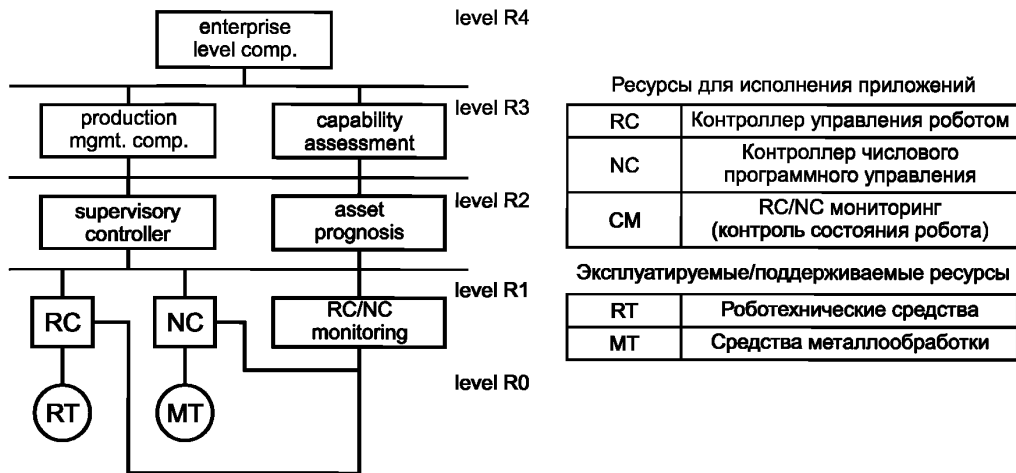 level R4
enterprise
level comp.
level R3
production
mgmt. comp.
capability
assessment
level R2
supervisory
controller
asset
prognosis
level R1
RC
NC
RC/NC
monitoring
level R0
RT
MT
Ресурсы для исполнения приложений
RC Контроллер управления роботом
NC Контроллер числового
программного управления
CM RC/NC мониторинг
(контроль состояния робота)
Эксплуатируемые/поддерживаемые ресурсы
RT Роботехнические средства
MT Средства металлообработки